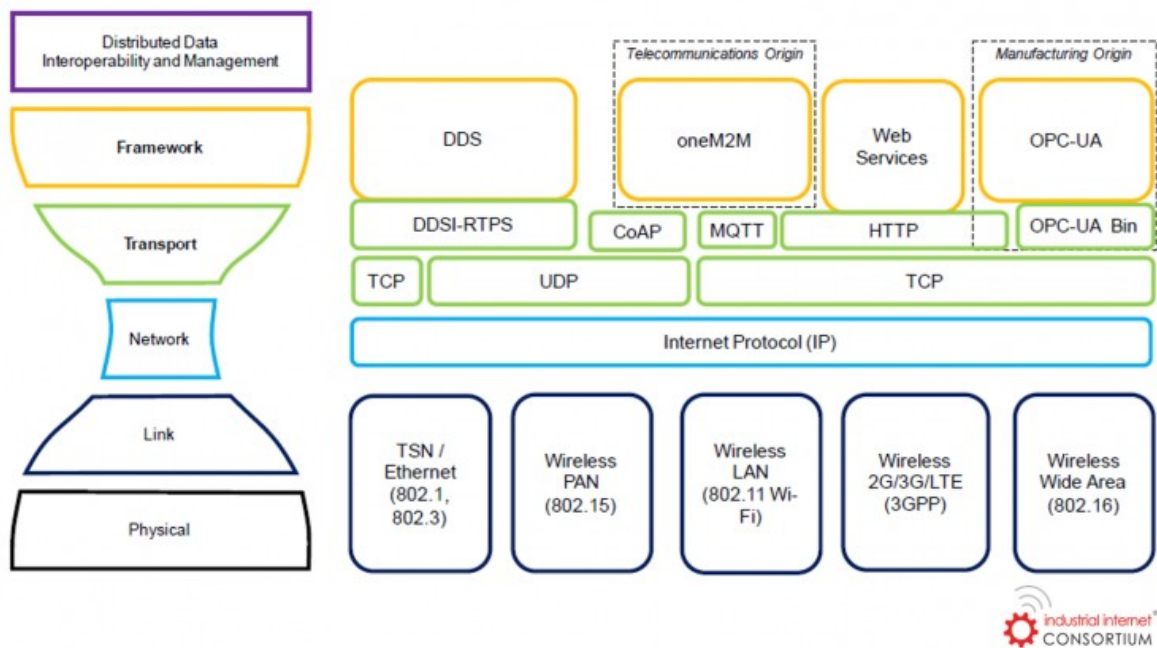 Distributed Data
Interoperability and Management
Framework
Transport
Network
Link
Physical
Telecommunications Origin
Manufacturing Origin
DDS
oneM2M
Web
Services
OPC-UA
DDSI-RTPS
CoAP
MQTT
HTTP
OPC-UA Bin
TCP
UDP
TCP
Internet Protocol (IP)
TSN /
Ethernet
(802.1,
802.3)
Wireless
PAN
(802.15)
Wireless
LAN
(802.11 Wi-
Fi)
Wireless
2G/3G/LTE
(3GPP)
Wireless
Wide Area
(802.16)
industrial internet
CONSORTIUM